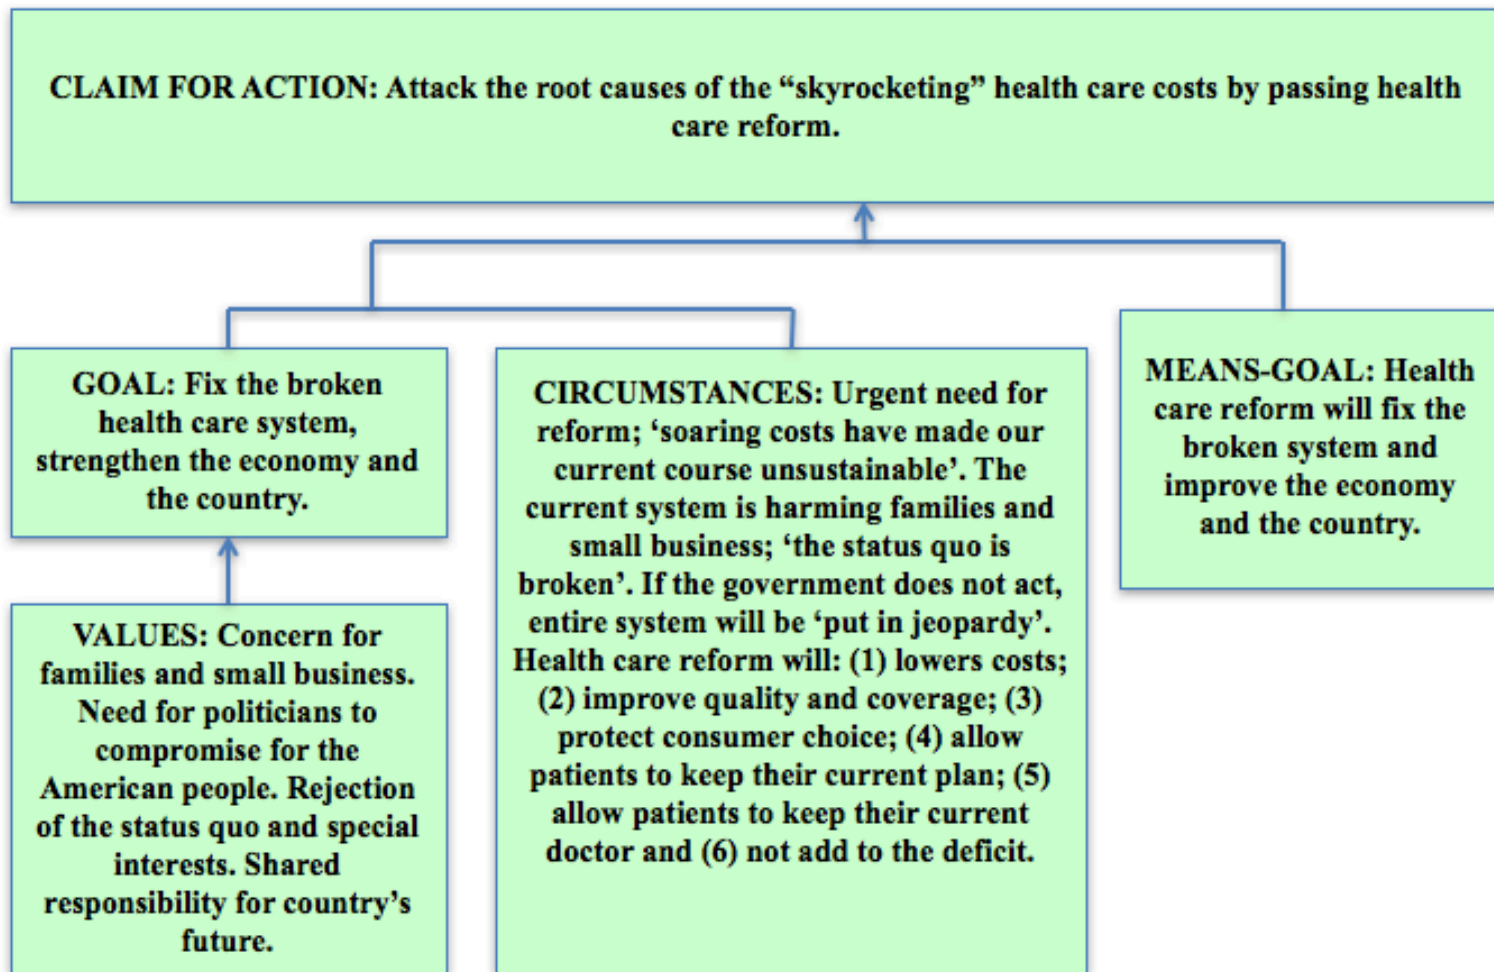 CLAIM FOR ACTION: Attack the root causes of the “skyrocketing” health care costs by passing health
care reform.
GOAL: Fix the broken
health care system,
strengthen the economy and
the country.
VALUES: Concern for
families and small business.
Need for politicians to
compromise for the
American people. Rejection
of the status quo and special
interests. Shared
responsibility for country’s
future.
CIRCUMSTANCES: Urgent need for
reform; ‘soaring costs have made our
current course unsustainable’. The
current system is harming families and
small business; ‘the status quo is
broken’. If the government does not act,
entire system will be ‘put in jeopardy’.
Health care reform will: (1) lowers costs;
(2) improve quality and coverage; (3)
protect consumer choice; (4) allow
patients to keep their current plan; (5)
allow patients to keep their current
doctor and (6) not add to the deficit.
MEANS-GOAL: Health
care reform will fix the
broken system and
improve the economy
and the country.